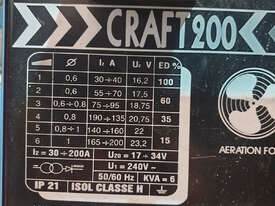 CRAFT 200
Ø I₂ A U₂ V ED %
1 0,6 30÷40 16,2 100
2 0,6 55÷70 17,5
3 0,6÷0.8 75÷95 18,75 60
4 0,8 190÷135 20,75 35
5 0,8÷1 140÷160 22
6 1 165÷200 23,2 15
I2 = 30÷200A U20 = 17÷34V
U1 = 240V~
50/60 Hz KVA = 6
IP 21 ISOL CLASSE H
AERATION FO